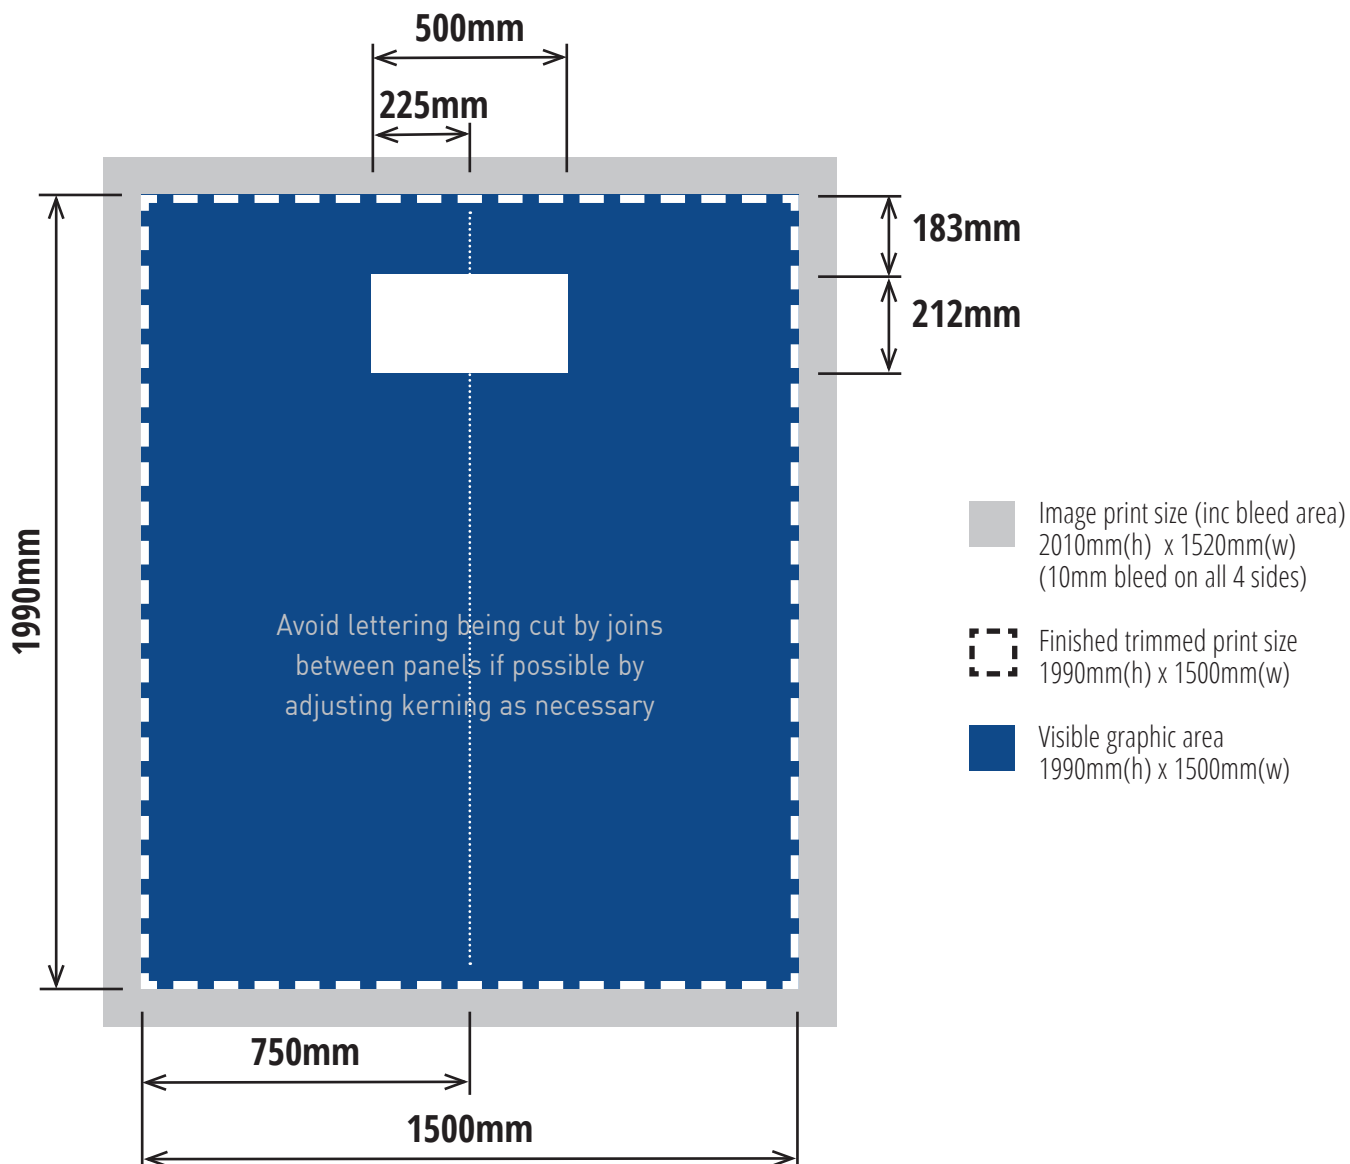 500mm
225mm
183mm
212mm
1990mm
Avoid lettering being cut by joins
between panels if possible by
adjusting kerning as necessary
Image print size (inc bleed area)
2010mm(h) x 1520mm(w)
(10mm bleed on all 4 sides)
Finished trimmed print size
1990mm(h) x 1500mm(w)
Visible graphic area
1990mm(h) x 1500mm(w)
750mm
1500mm